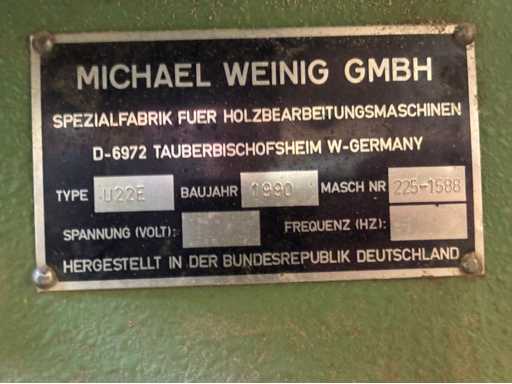 MICHAEL WEINIG GMBH
SPEZIALFABRIK FUER HOLZBEARBEITUNGSMASCHINEN
D-6972 TAUBERBISCHOFSHEIM W-GERMANY
TYPE U22E BAUJAHR 1990 MASCH NR 225-1588
SPANNUNG (VOLT): FREQUENZ (HZ):
HERGESTELLT IN DER BUNDESREPUBLIK DEUTSCHLAND